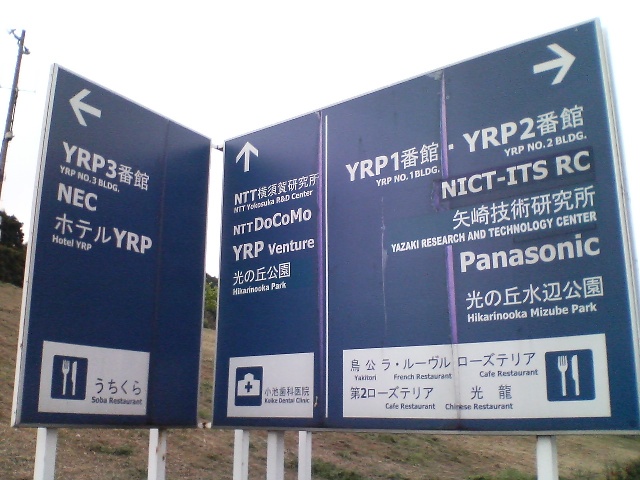 YRP3番館
YRP NO.3 BLDG.
NEC
ホテルYRP
Hotel YRP
うちくら
Soba Restaurant
NTT横須賀研究所
NTT Yokosuka R&D Center
NTTDoCoMo
YRP Venture
光の丘公園
Hikarinooka Park
小池歯科医院
Koike Dental Clinic
YRP1番館・YRP2番館
YRP NO.1 BLDG. YRP NO.2 BLDG.
NICT-ITS RC
矢崎技術研究所
YAZAKI RESEARCH AND TECHNOLOGY CENTER
Panasonic
光の丘水辺公園
Hikarinooka Mizube Park
鳥公 ラ・ルーヴル ローズテリア
Yakitori French Restaurant Cafe Restaurant
第2ローズテリア 光龍
Cafe Restaurant Chinese Restaurant